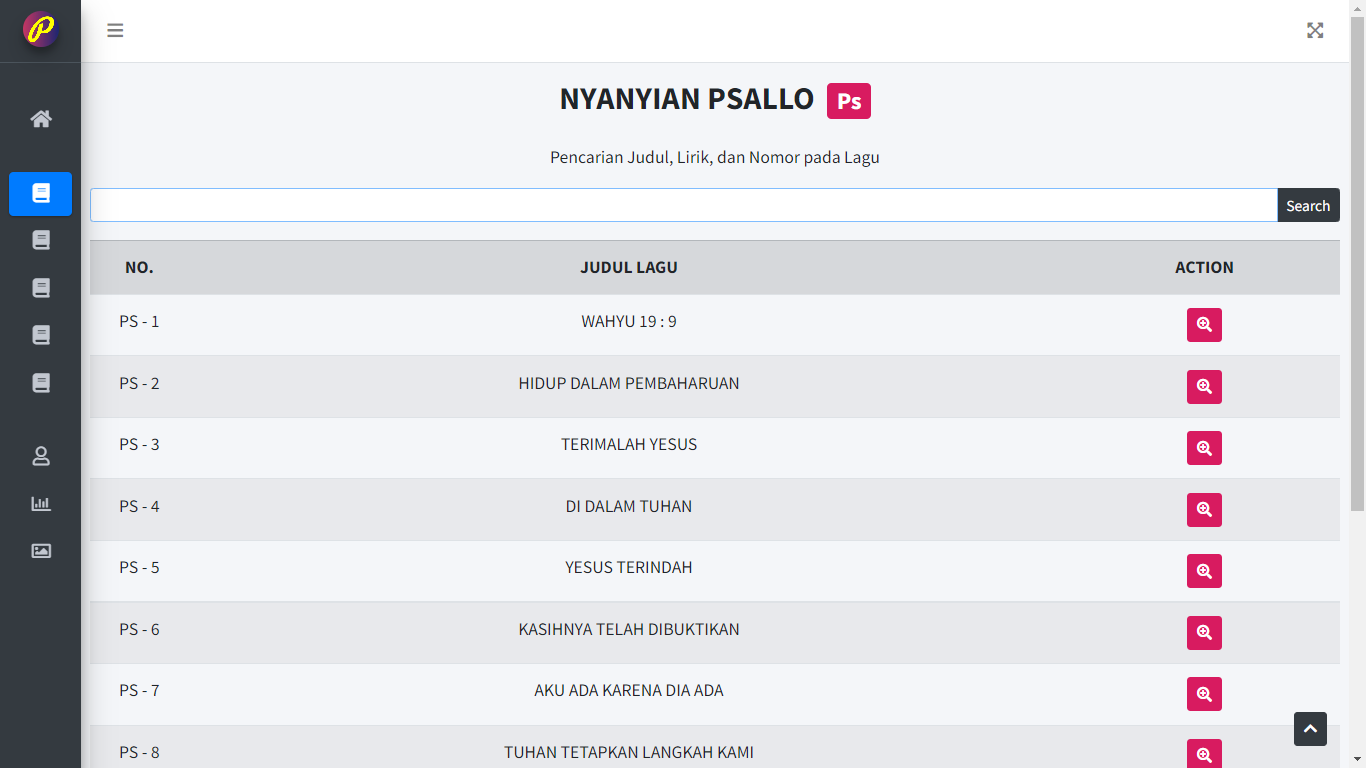 P
NYANYIAN PSALLO Ps
Pencarian Judul, Lirik, dan Nomor pada Lagu
Search
NO. JUDUL LAGU ACTION
PS - 1 WAHYU 19 : 9
PS - 2 HIDUP DALAM PEMBAHARUAN
PS - 3 TERIMALAH YESUS
PS - 4 DI DALAM TUHAN
PS - 5 YESUS TERINDAH
PS - 6 KASIHNYA TELAH DIBUKTIKAN
PS - 7 AKU ADA KARENA DIA ADA
PS - 8 TUHAN TETAPKAN LANGKAH KAMI